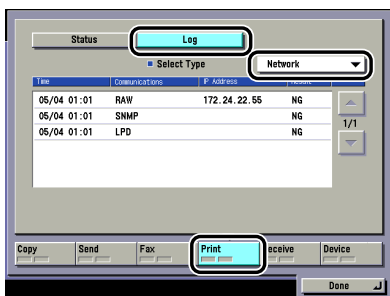 Status Log
Select Type Network
Time Communications IP Address Result
05/04 01:01 RAW 172.24.22.55 NG
05/04 01:01 SNMP NG
05/04 01:01 LPD NG
1/1
Copy Send Fax Print eceive Device
Done